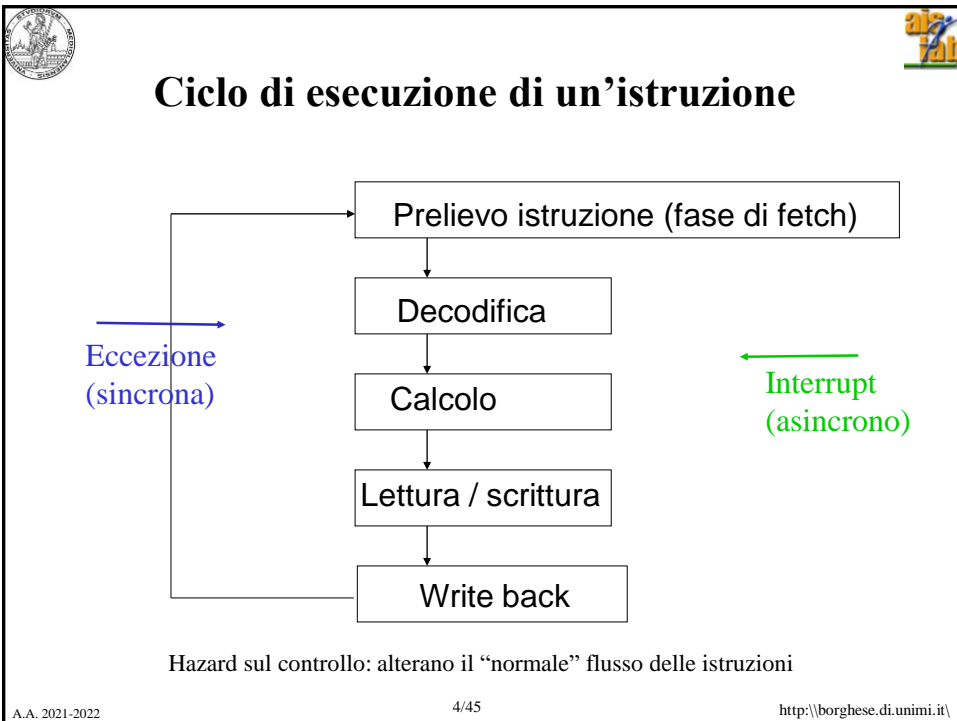 Ciclo di esecuzione di un’istruzione
Prelievo istruzione (fase di fetch)
Decodifica
Eccezione
(sincrona)
Calcolo
Interrupt
(asincrono)
Lettura / scrittura
Write back
Hazard sul controllo: alterano il “normale” flusso delle istruzioni
A.A. 2021-2022
4/45
http:\\borghese.di.unimi.it\